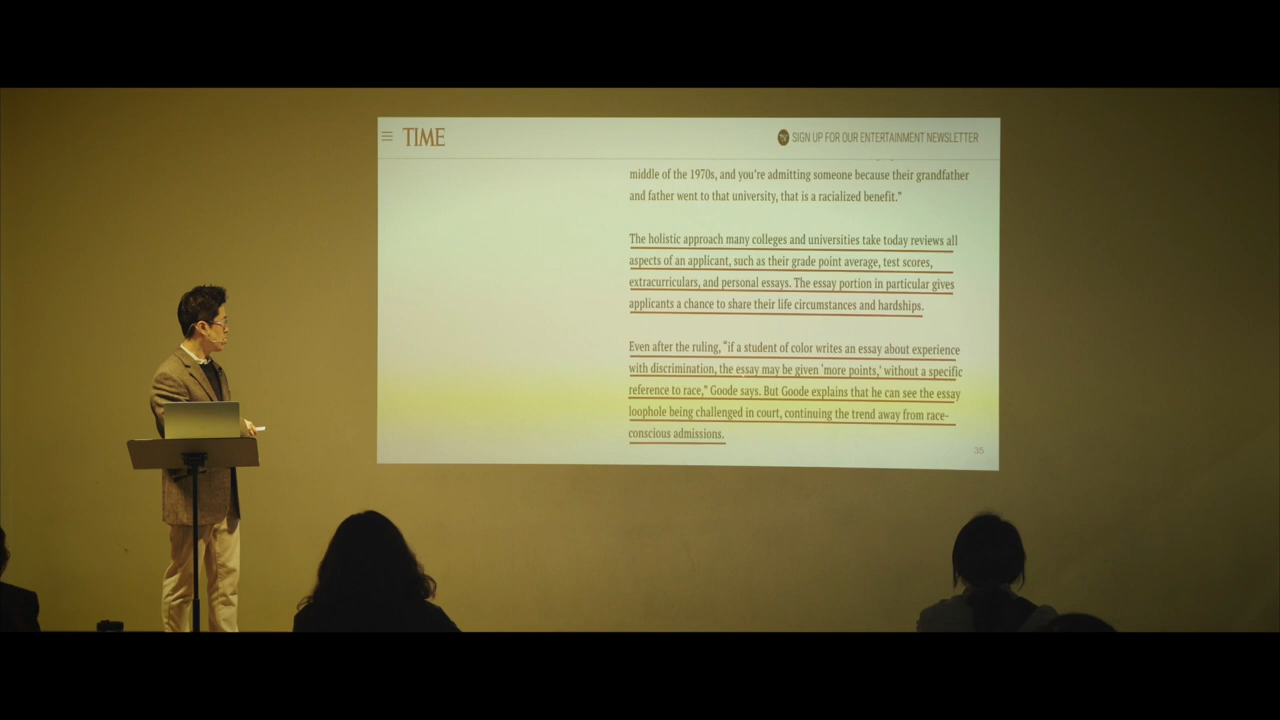 TIME
SIGN UP FOR OUR ENTERTAINMENT NEWSLETTER
middle of the 1970s, and you're admitting someone because their grandfather
and father went to that university, that is a racialized benefit."
The holistic approach many colleges and universities take today reviews all
aspects of an applicant, such as their grade point average, test scores,
extracurriculars, and personal essays. The essay portion in particular gives
applicants a chance to share their life circumstances and hardships.
Even after the ruling, "if a student of color writes an essay about experience
with discrimination, the essay may be given 'more points,' without a specific
reference to race," Goode says. But Goode explains that he can see the essay
loophole being challenged in court, continuing the trend away from race-
conscious admissions.
35